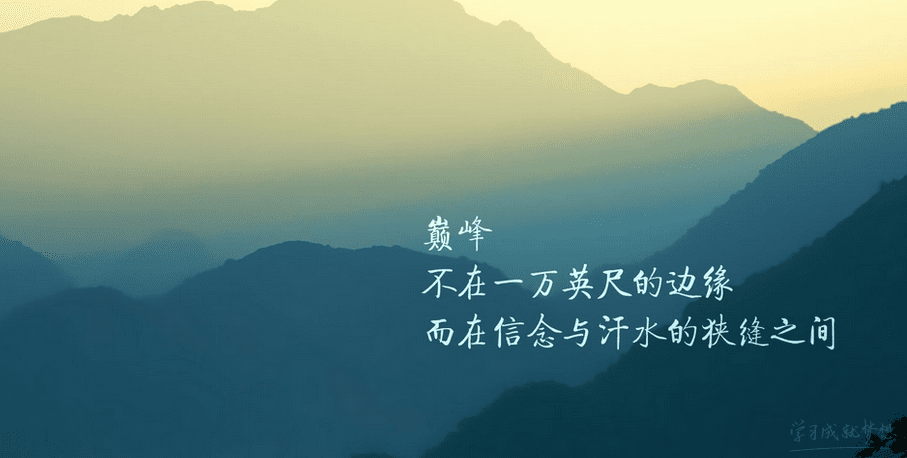 巅峰
不在一万英尺的边缘
而在信念与汗水的狭缝之间
学习成就梦想